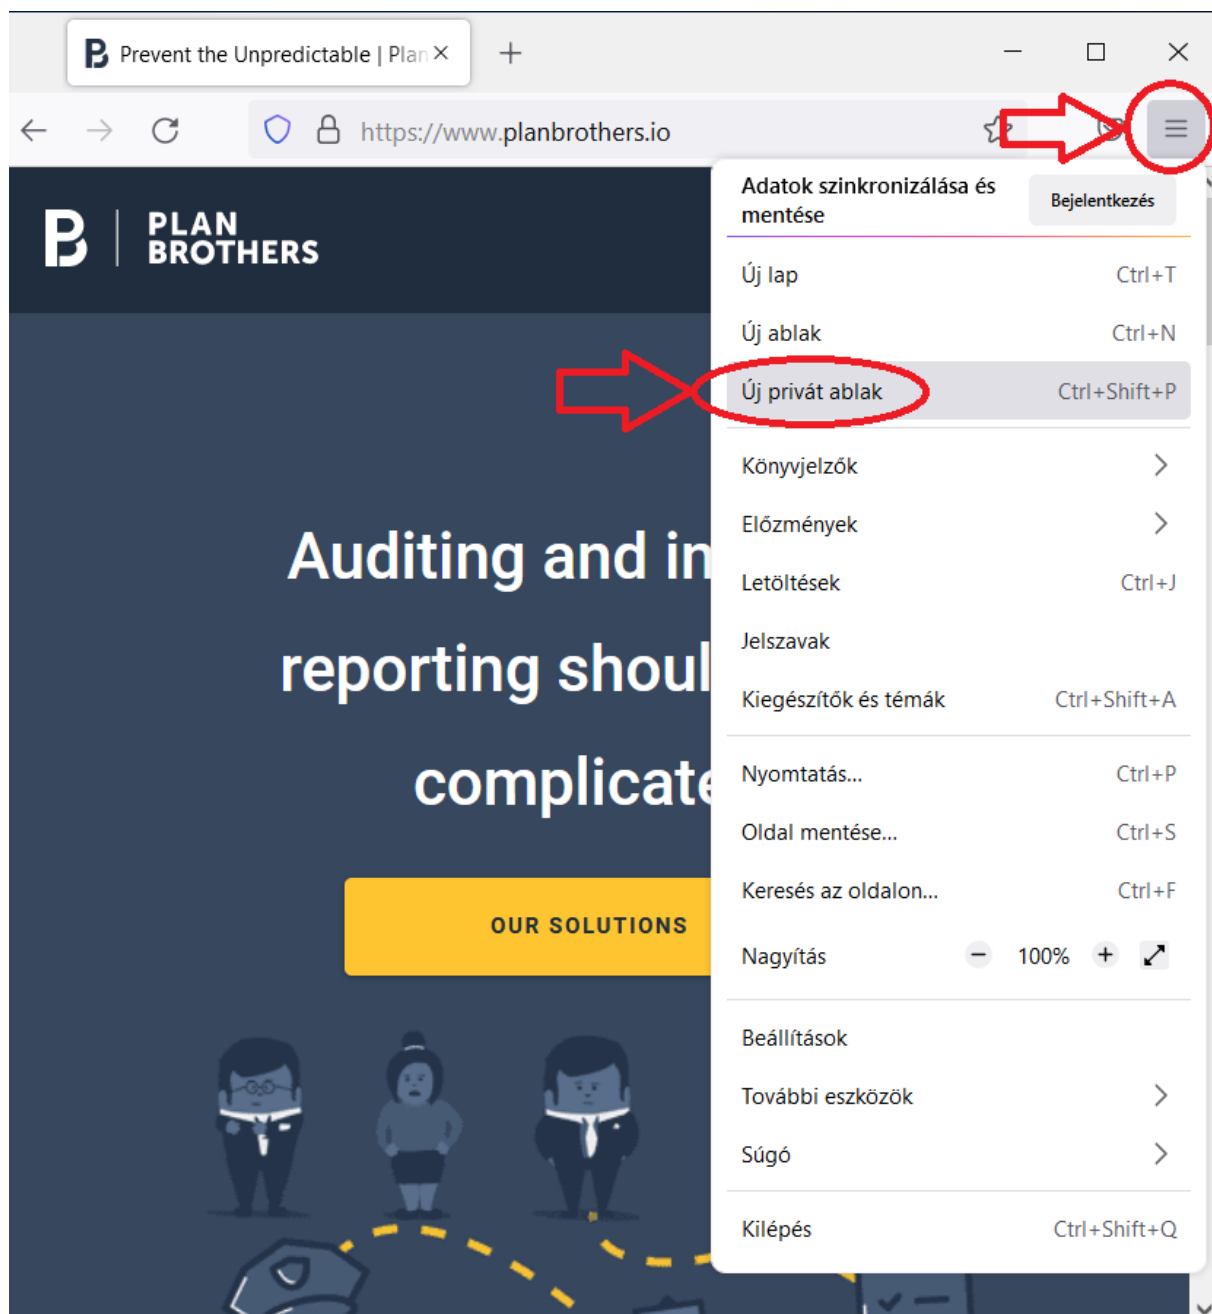 Prevent the Unpredictable | Plan
https://www.planbrothers.io
PLAN
BROTHERS
Auditing and in
reporting shoul
complicate
OUR SOLUTIONS
Adatok szinkronizálása és
mentése
Bejelentkezés
Új lap Ctrl+T
Új ablak Ctrl+N
Új privát ablak Ctrl+Shift+P
Könyvjelzők
Előzmények
Letöltések Ctrl+J
Jelszavak
Kiegészítők és témák Ctrl+Shift+A
Nyomtatás... Ctrl+P
Oldal mentése... Ctrl+S
Keresés az oldalon... Ctrl+F
Nagyítás 100%
Beállítások
További eszközök
Súgó
Kilépés Ctrl+Shift+Q